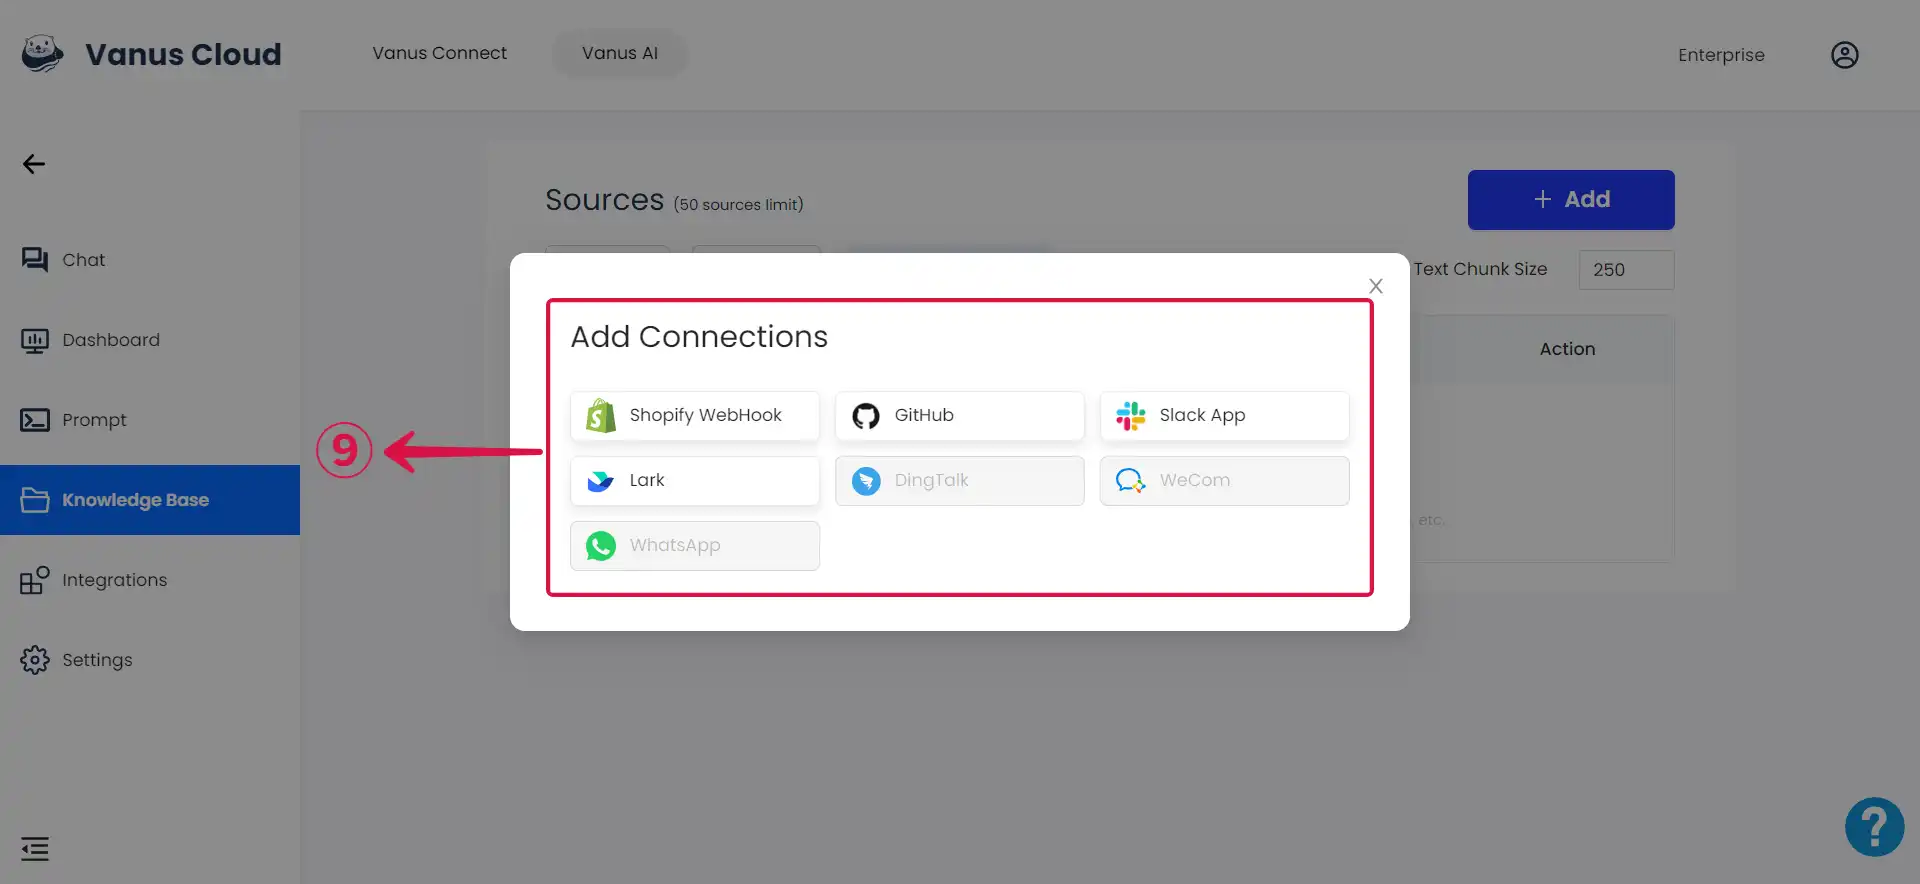 Vanus Cloud
Vanus Connect
Vanus AI
Enterprise
Sources (50 sources limit)
+ Add
Chat
Text Chunk Size
250
X
Add Connections
Dashboard
Action
Shopify WebHook
GitHub
Slack App
Prompt
9
Lark
DingTalk
WeCom
Knowledge Base
etc.
WhatsApp
Integrations
Settings
?